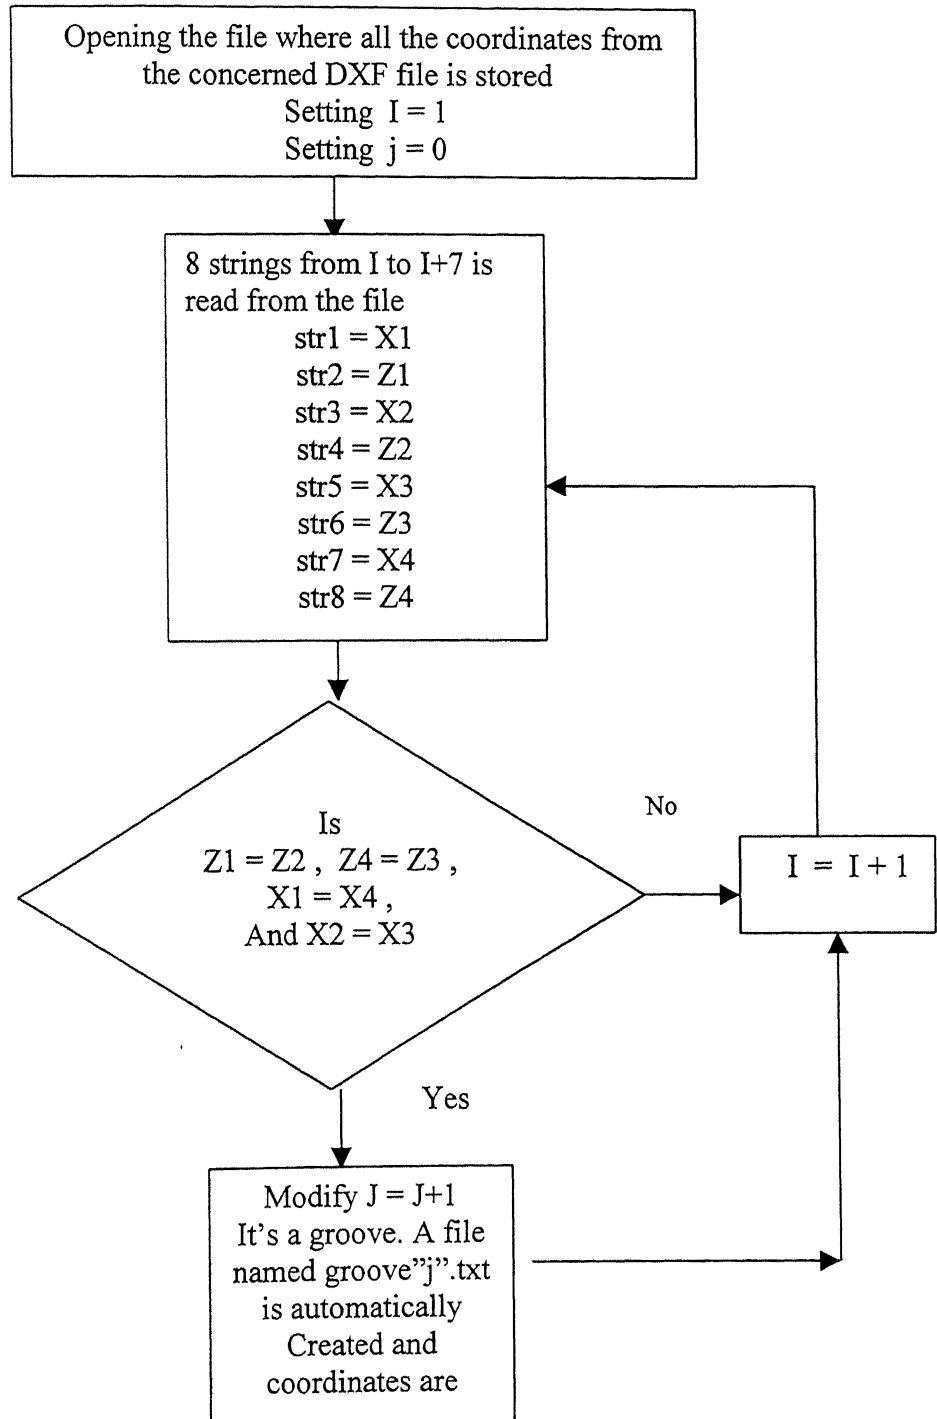 Opening the file where all the coordinates from
the concerned DXF file is stored
Setting I = 1
Setting j = 0
8 strings from I to I+7 is
read from the file
str1 = X1
str2 = Z1
str3 = X2
str4 = Z2
str5 = X3
str6 = Z3
str7 = X4
str8 = Z4
Is
Z1 = Z2 , Z4 = Z3 ,
X1 = X4 ,
And X2 = X3
No
I = I + 1
Yes
Modify J = J+1
It's a groove. A file
named groove”j”.txt
is automatically
Created and
coordinates are